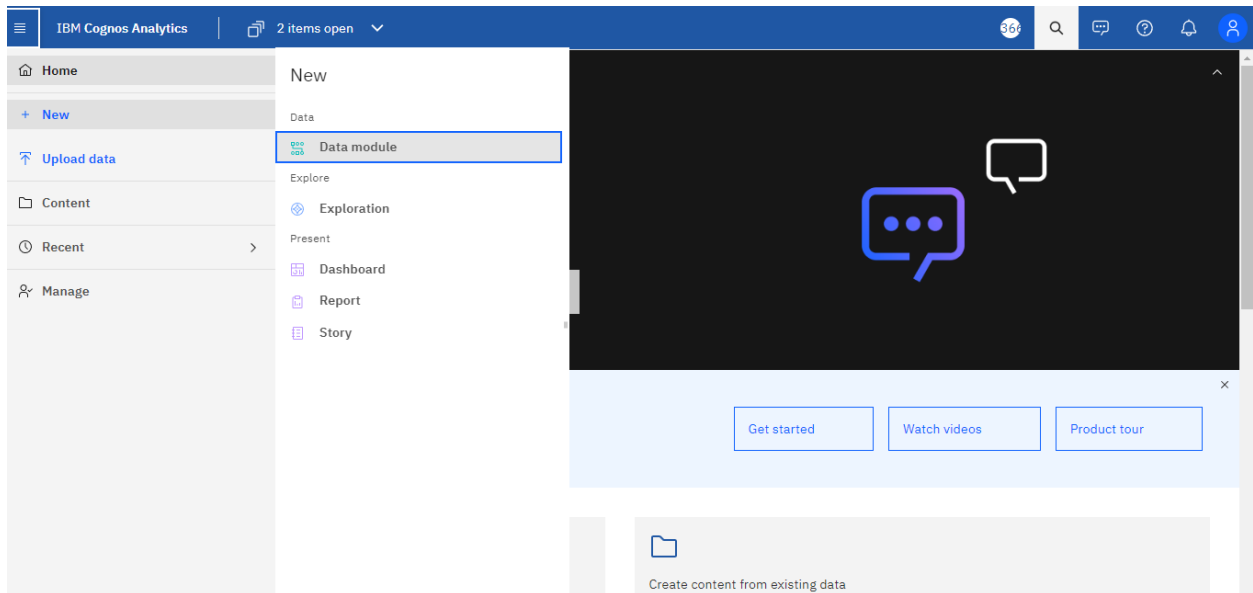 IBM Cognos Analytics
2 items open
366
Home
New
Upload data
Content
Recent
Manage
New
Data
Data module
Explore
Exploration
Present
Dashboard
Report
Story
Get started
Watch videos
Product tour
Create content from existing data